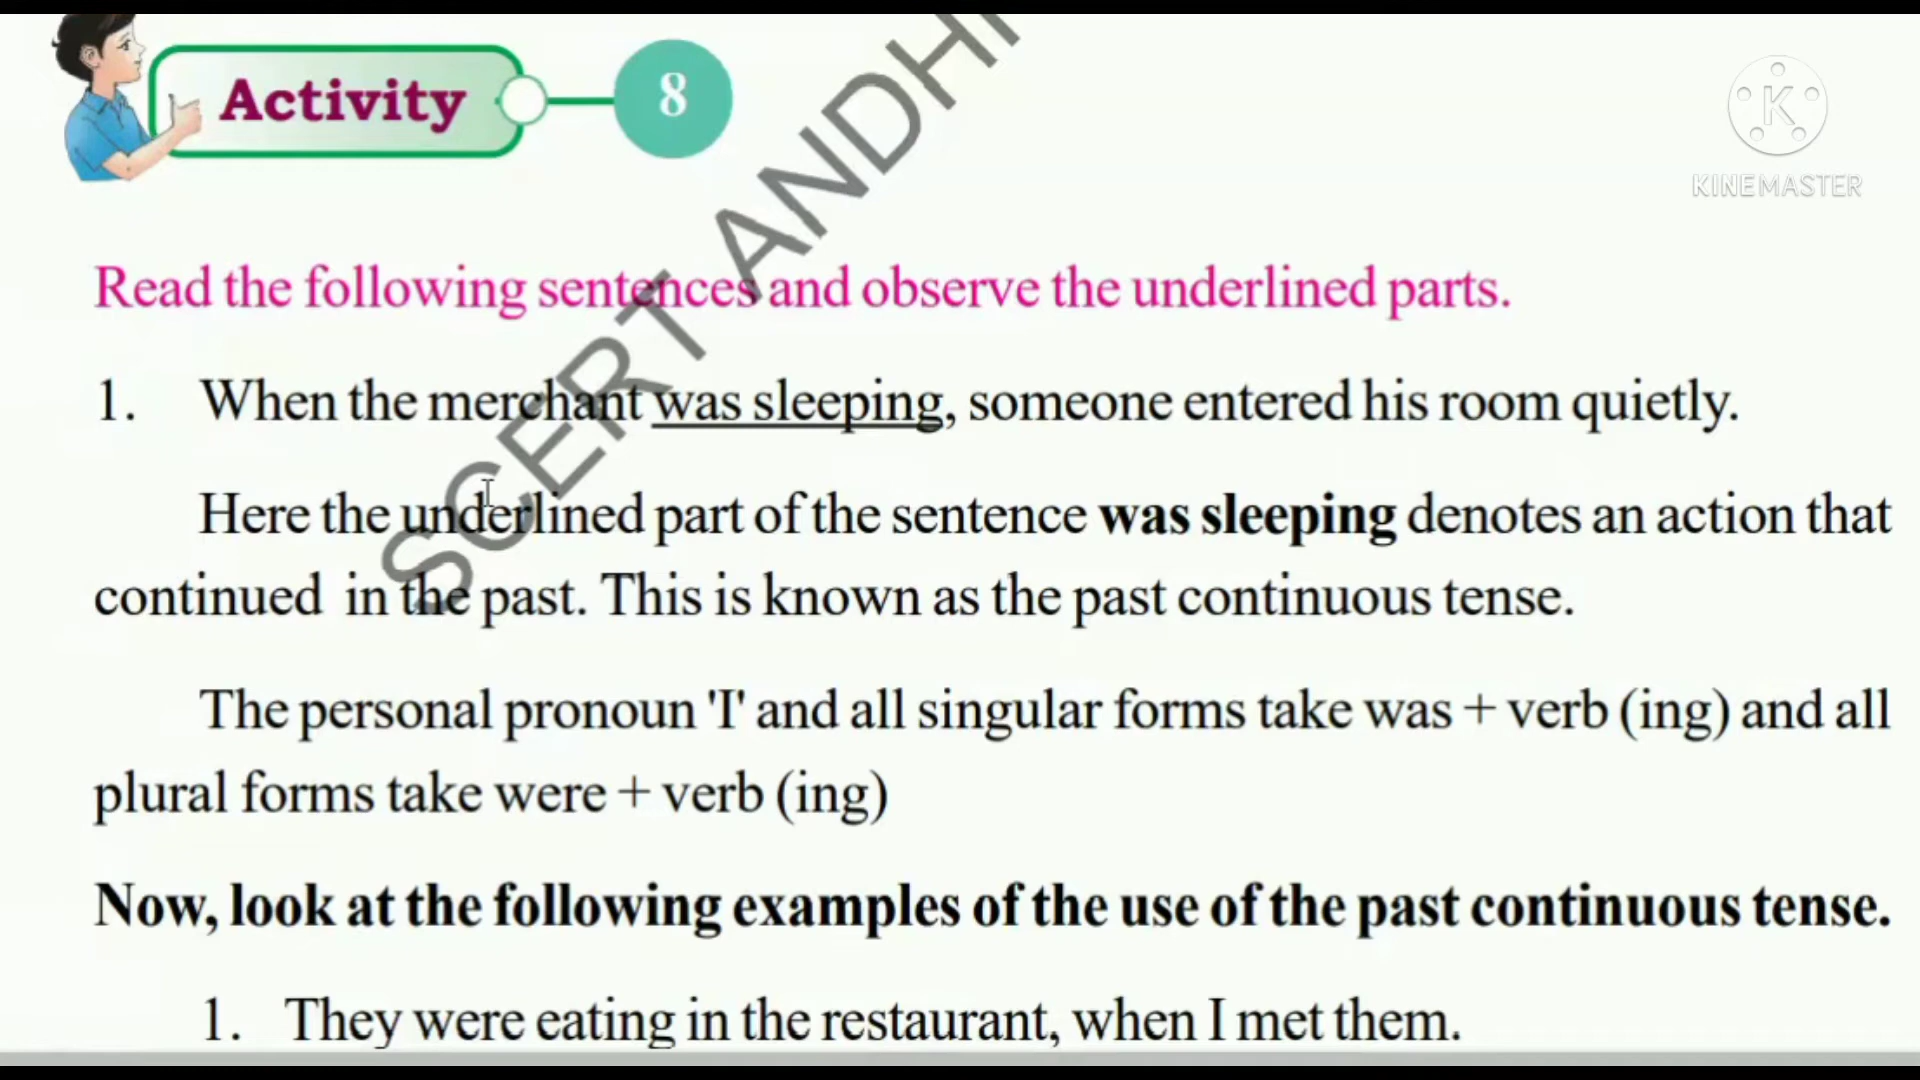 Activity 8
KINEMASTER
SCERT ANDH
Read the following sentences and observe the underlined parts.
1. When the merchant was sleeping, someone entered his room quietly.
Here the underlined part of the sentence was sleeping denotes an action that
continued in the past. This is known as the past continuous tense.
The personal pronoun 'I' and all singular forms take was + verb (ing) and all
plural forms take were + verb (ing)
Now, look at the following examples of the use of the past continuous tense.
1. They were eating in the restaurant, when I met them.